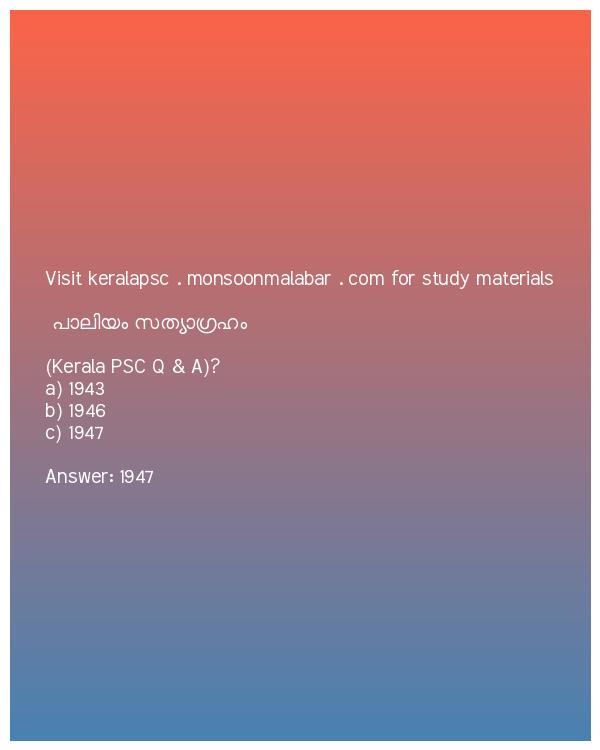 Visit keralapsc . monsoonmalabar . com for study materials
പാലിയം സത്യാഗ്രഹം
(Kerala PSC Q & A)?
a) 1943
b) 1946
c) 1947
Answer: 1947